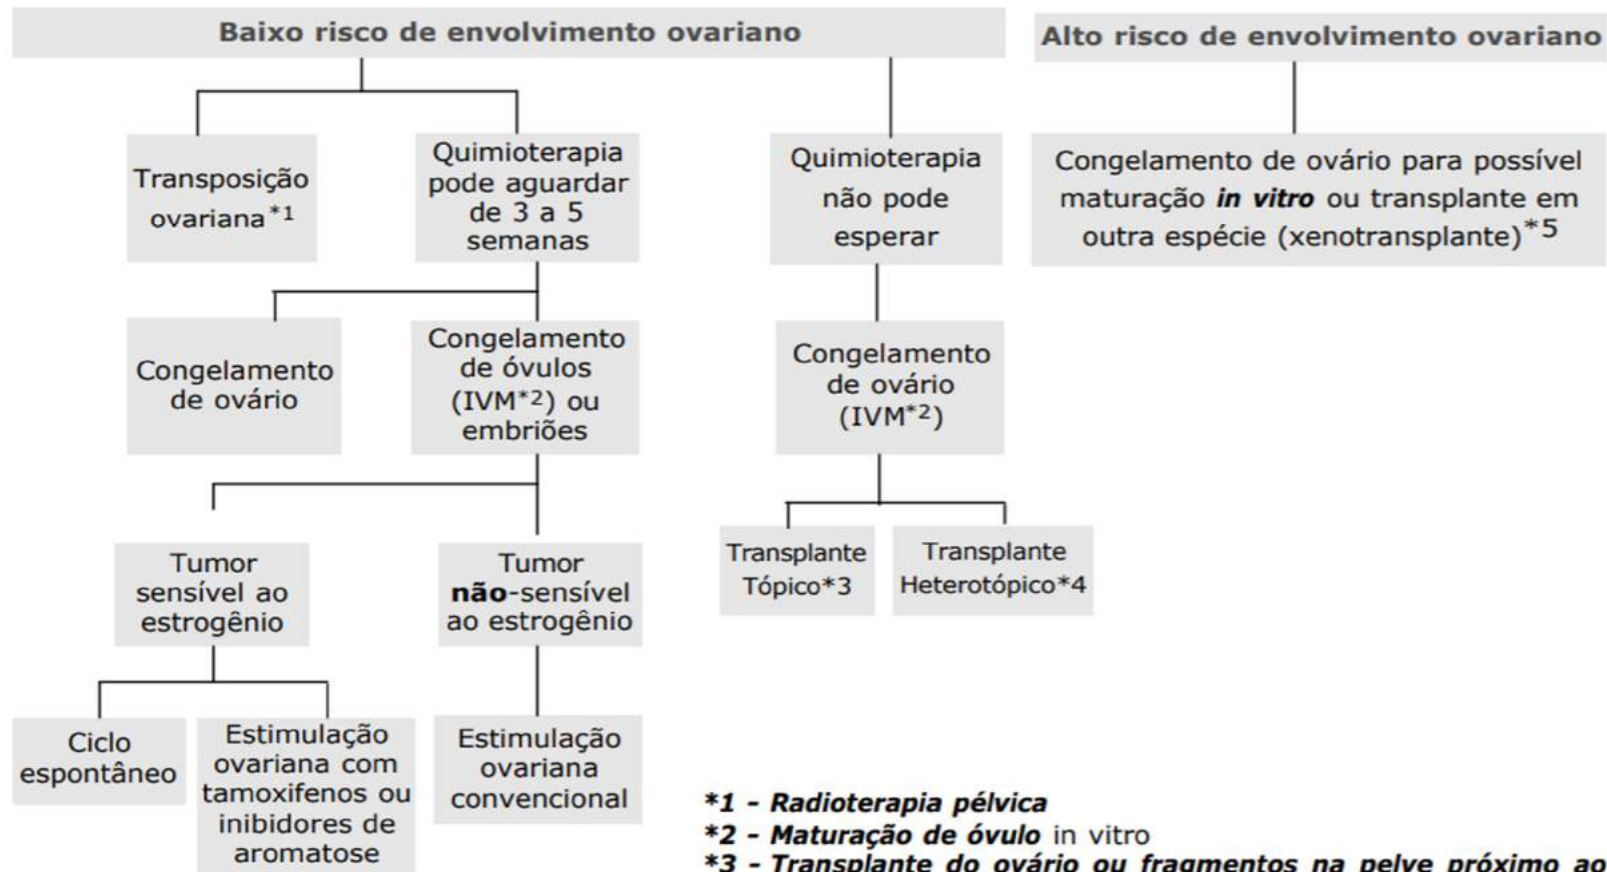 Baixo risco de envolvimento ovariano
Alto risco de envolvimento ovariano
Transposição
ovariana*1
Quimioterapia
pode aguardar
de 3 a 5
semanas
Quimioterapia
não pode
esperar
Congelamento de ovário para possível
maturação in vitro ou transplante em
outra espécie (xenotransplante)*5
Congelamento
de ovário
Congelamento
de óvulos
(IVM*2) ou
embriões
Congelamento
de ovário
(IVM*2)
Tumor
sensível ao
estrogênio
Tumor
não-sensível
ao estrogênio
Transplante
Tópico*3
Transplante
Heterotópico*4
Ciclo
espontâneo
Estimulação
ovariana com
tamoxifenos ou
inibidores de
aromatose
Estimulação
ovariana
convencional
*1 - Radioterapia pélvica
*2 - Maturação de óvulo in vitro
*3 - Transplante do ovário ou fragmentos na pelve próximo ao